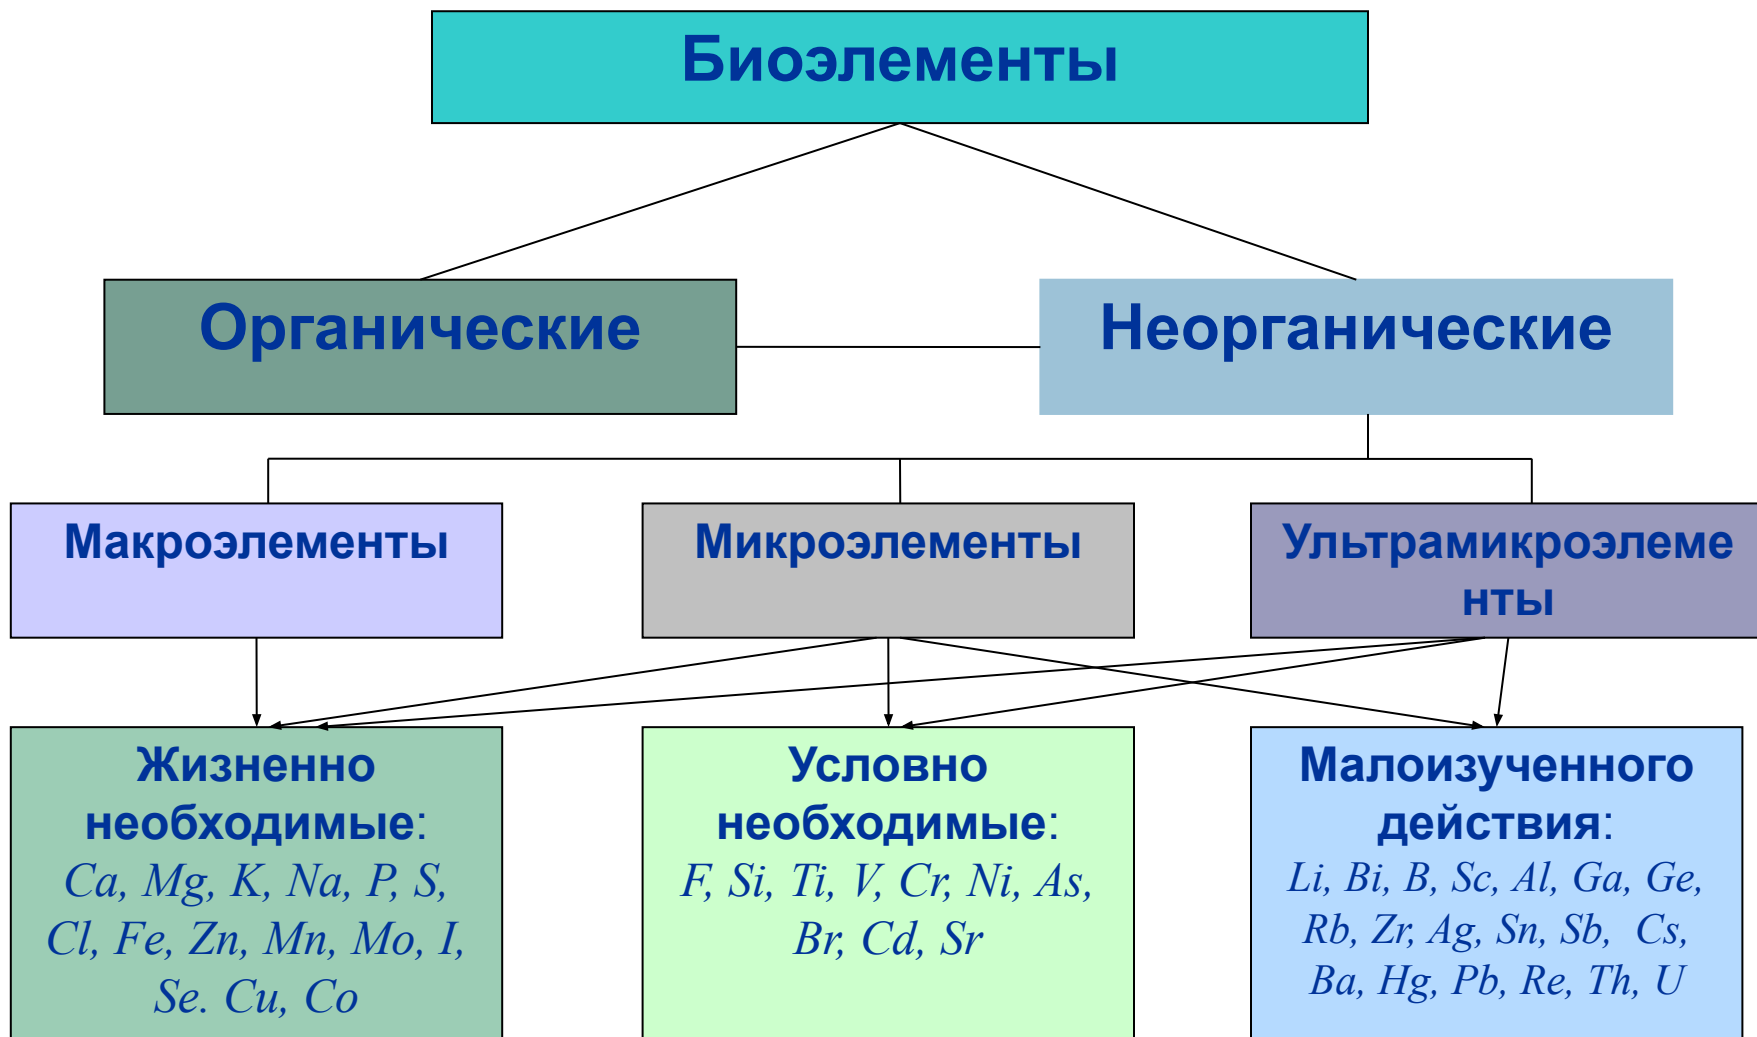 Биоэлементы
Органические
Неорганические
Макроэлементы
Микроэлементы
Ультрамикроэлеме
нты
Жизненно
необходимые:
Ca, Mg, K, Na, P, S,
Cl, Fe, Zn, Mn, Mo, I,
Se. Cu, Co
Условно
необходимые:
F, Si, Ti, V, Cr, Ni, As,
Br, Cd, Sr
Малоизученного
действия:
Li, Bi, B, Sc, Al, Ga, Ge,
Rb, Zr, Ag, Sn, Sb, Cs,
Ba, Hg, Pb, Re, Th, U